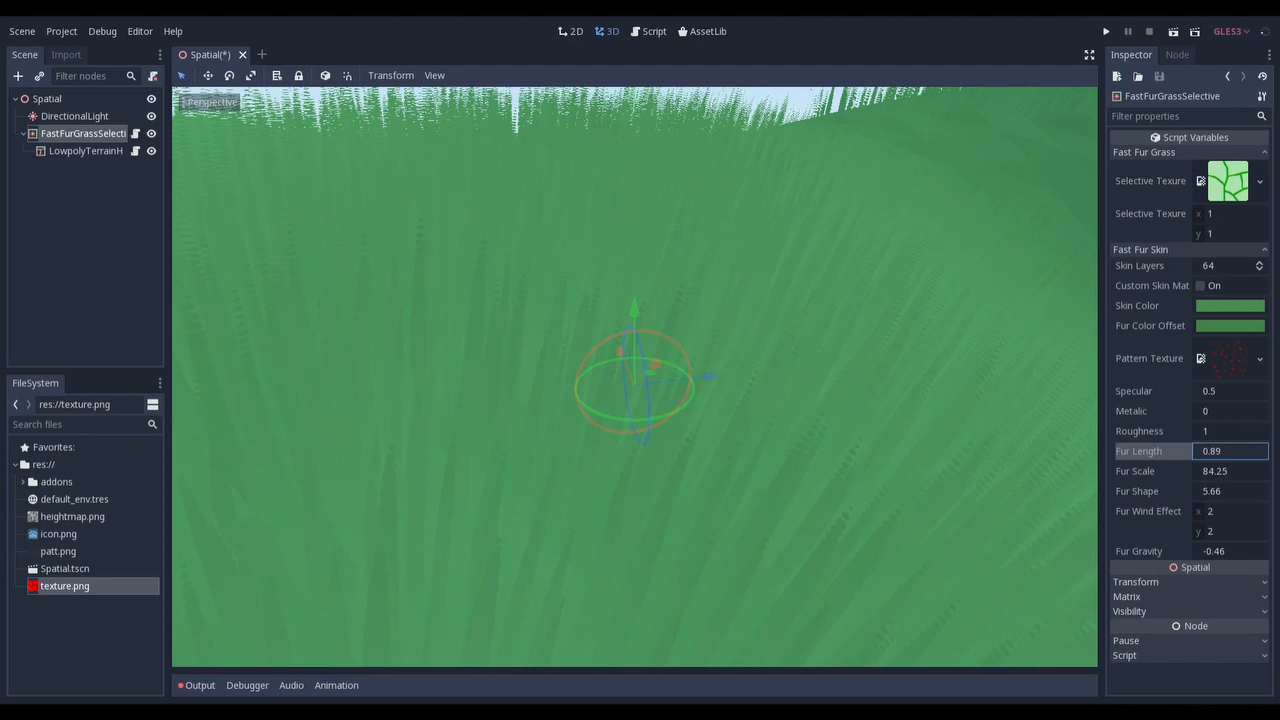 Scene Project Debug Editor Help
2D 3D Script AssetLib
GLES3
Scene Import
Filter nodes
Spatial
DirectionalLight
FastFurGrassSelecti
LowpolyTerrainH
FileSystem
res://texture.png
Search files
Favorites:
res://
addons
default_env.tres
heightmap.png
icon.png
patt.png
Spatial.tscn
texture.png
Spatial(*)
Transform View
Perspective
Output Debugger Audio Animation
Inspector Node
FastFurGrassSelective
Filter properties
Script Variables
Fast Fur Grass
Selective Texure
Selective Texure x 1
y 1
Fast Fur Skin
Skin Layers 64
Custom Skin Mat On
Skin Color
Fur Color Offset
Pattern Texture
Specular 0.5
Metalic 0
Roughness 1
Fur Length 0.89
Fur Scale 84.25
Fur Shape 5.66
Fur Wind Effect x 2
y 2
Fur Gravity -0.46
Spatial
Transform
Matrix
Visibility
Node
Pause
Script